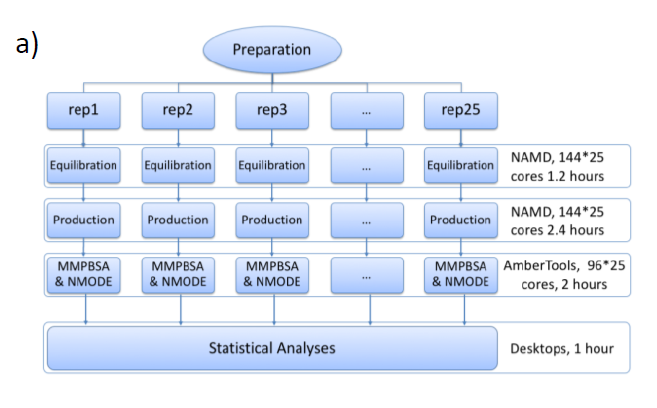 a)
Preparation
rep1 rep2 rep3 ... rep25
Equilibration Equilibration Equilibration ... Equilibration
NAMD, 144*25
cores 1.2 hours
Production Production Production ... Production
NAMD, 144*25
cores 2.4 hours
MMPBSA MMPBSA MMPBSA ... MMPBSA
& NMODE & NMODE & NMODE & NMODE
AmberTools, 96*25
cores, 2 hours
Statistical Analyses
Desktops, 1 hour